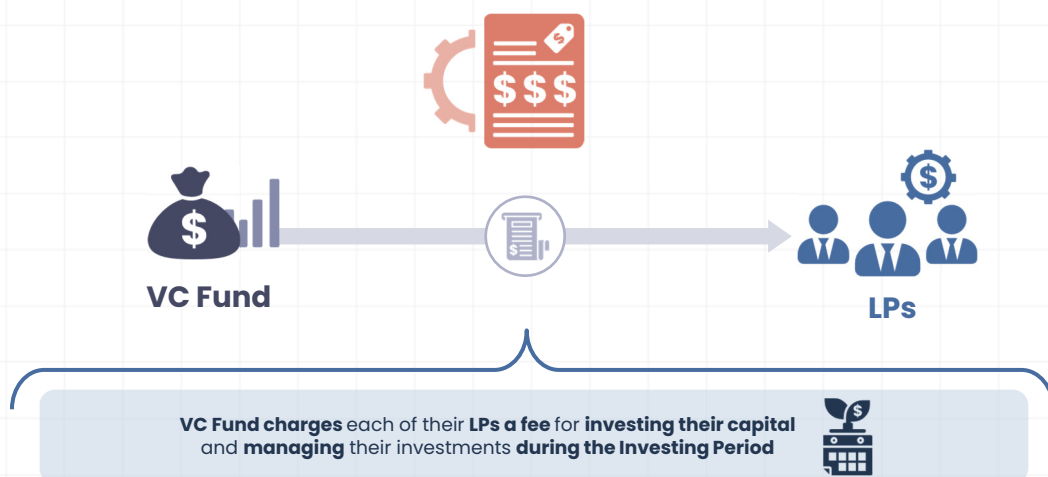 $
$ $ $
$
$
$
VC Fund
LPs
$
VC Fund charges each of their LPs a fee for investing their capital
and managing their investments during the Investing Period